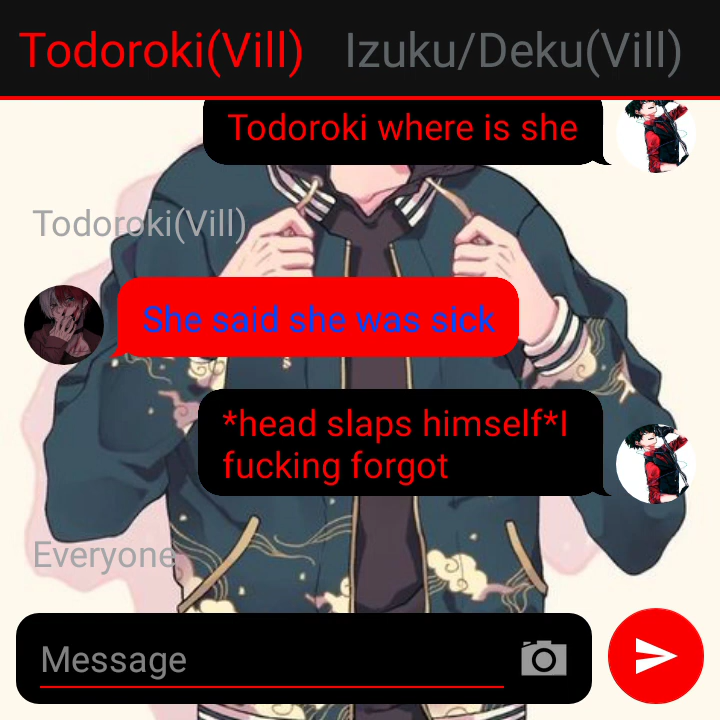 Todoroki(Vill) Izuku/Deku(Vill)
Todoroki where is she
Todoroki(Vill)
She said she was sick
*head slaps himself*I
fucking forgot
Everyone
Message